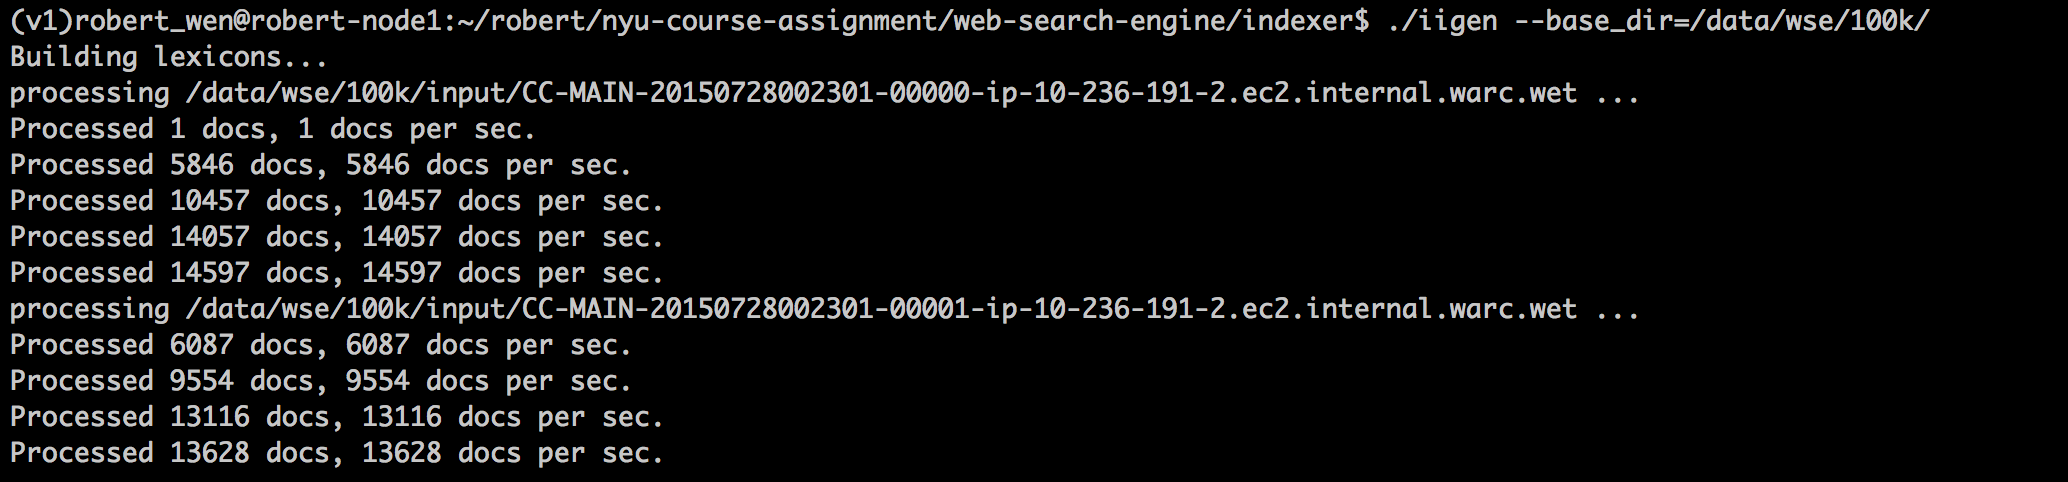 (v1)robert_wen@robert-node1:~/robert/nyu-course-assignment/web-search-engine/indexer$ ./iigen --base_dir=/data/wse/100k/
Building lexicons...
processing /data/wse/100k/input/CC-MAIN-20150728002301-00000-ip-10-236-191-2.ec2.internal.warc.wet ...
Processed 1 docs, 1 docs per sec.
Processed 5846 docs, 5846 docs per sec.
Processed 10457 docs, 10457 docs per sec.
Processed 14057 docs, 14057 docs per sec.
Processed 14597 docs, 14597 docs per sec.
processing /data/wse/100k/input/CC-MAIN-20150728002301-00001-ip-10-236-191-2.ec2.internal.warc.wet ...
Processed 6087 docs, 6087 docs per sec.
Processed 9554 docs, 9554 docs per sec.
Processed 13116 docs, 13116 docs per sec.
Processed 13628 docs, 13628 docs per sec.